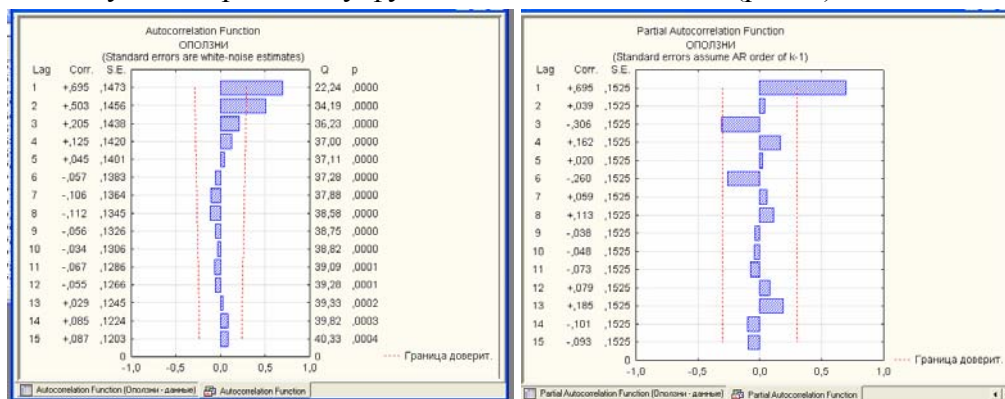 Autocorrelation Function
ОПОЛЗНИ
(Standard errors are white-noise estimates)
Lag Corr. S.E. Q p
1 +,695 ,1473 22,24 ,0000
2 +,503 ,1456 34,19 ,0000
3 +,205 ,1438 36,23 ,0000
4 +,125 ,1420 37,00 ,0000
5 +,045 ,1401 37,11 ,0000
6 -,057 ,1383 37,28 ,0000
7 -,106 ,1364 37,88 ,0000
8 -,112 ,1345 38,58 ,0000
9 -,056 ,1326 38,75 ,0000
10 -,034 ,1306 38,82 ,0000
11 -,067 ,1286 39,09 ,0001
12 -,055 ,1266 39,28 ,0001
13 +,029 ,1245 39,33 ,0002
14 +,085 ,1224 39,82 ,0003
15 +,087 ,1203 40,33 ,0004
0 0
-1,0 -0,5 0,0 0,5 1,0
Граница доверит.
Autocorrelation Function (Оползни - данные) Autocorrelation Function
Partial Autocorrelation Function
ОПОЛЗНИ
(Standard errors assume AR order of k-1)
Lag Corr. S.E.
1 +,695 ,1525
2 +,039 ,1525
3 -,306 ,1525
4 +,162 ,1525
5 +,020 ,1525
6 -,260 ,1525
7 +,059 ,1525
8 +,113 ,1525
9 -,038 ,1525
10 -,048 ,1525
11 -,073 ,1525
12 +,079 ,1525
13 +,185 ,1525
14 -,101 ,1525
15 -,093 ,1525
0
-1,0 -0,5 0,0 0,5 1,0
Граница доверит.
Partial Autocorrelation Function (Оползни - данные) Partial Autocorrelation Function